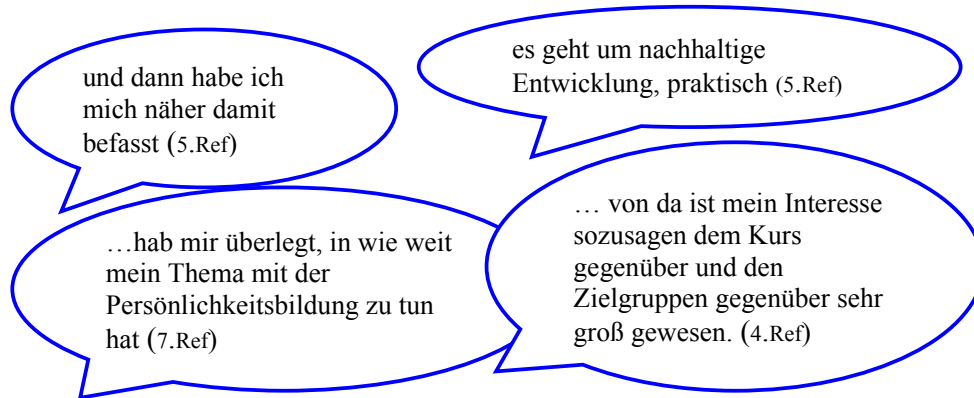 und dann habe ich
mich näher damit
befasst (5.Ref)
es geht um nachhaltige
Entwicklung, praktisch (5.Ref)
…hab mir überlegt, in wie weit
mein Thema mit der
Persönlichkeitsbildung zu tun
hat (7.Ref)
… von da ist mein Interesse
sozusagen dem Kurs
gegenüber und den
Zielgruppen gegenüber sehr
groß gewesen. (4.Ref)